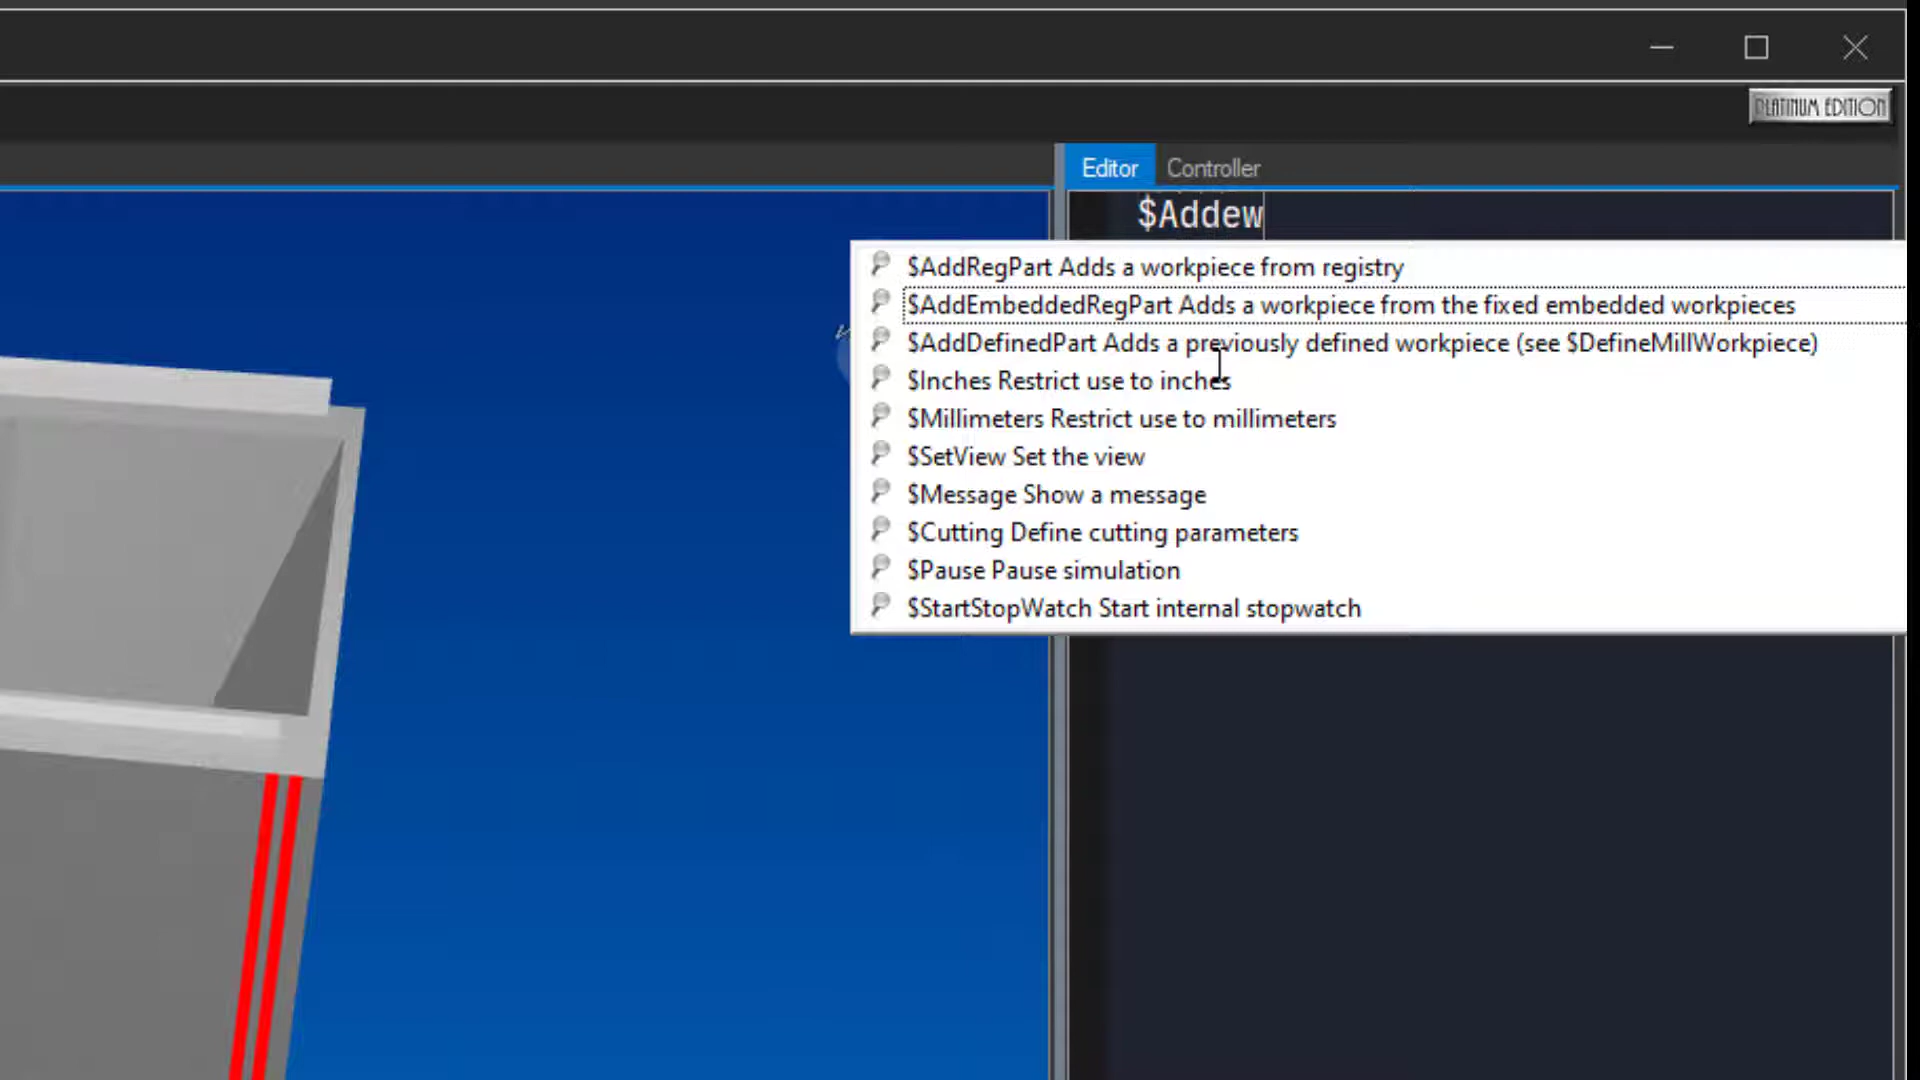 PLATINUM EDITION
Editor Controller
$Addew
$AddRegPart Adds a workpiece from registry
$AddEmbeddedRegPart Adds a workpiece from the fixed embedded workpieces
$AddDefinedPart Adds a previously defined workpiece (see $DefineMillWorkpiece)
$Inches Restrict use to inches
$Millimeters Restrict use to millimeters
$SetView Set the view
$Message Show a message
$Cutting Define cutting parameters
$Pause Pause simulation
$StartStopWatch Start internal stopwatch